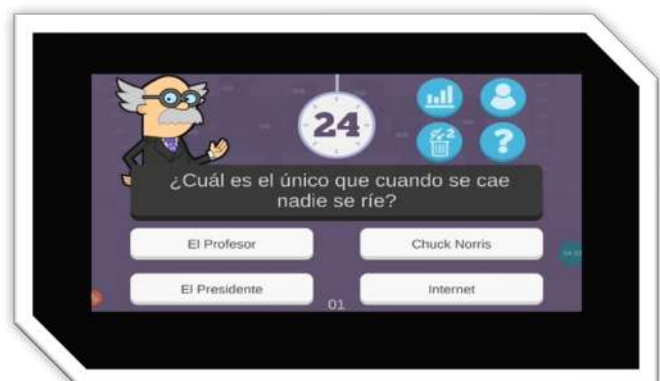 24
¿Cuál es el único que cuando se cae
nadie se ríe?
El Profesor
Chuck Norris
El Presidente
Internet
01